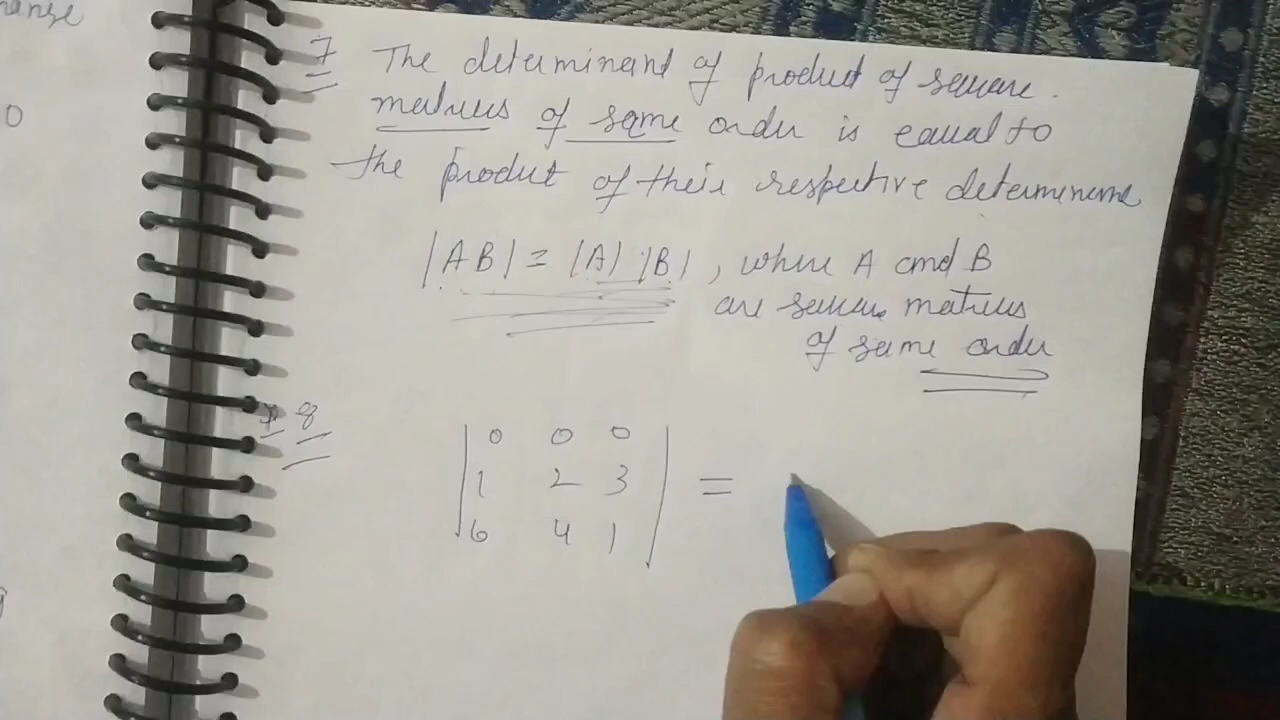 hange
0
7 The determinant of product of square.
matrices of same order is equal to
the product of their respective determinants
|AB| = |A| |B|, where A and B
are square matrices
of same order
8
| 0 0 0 |
| 1 2 3 | =
| 6 4 1 |